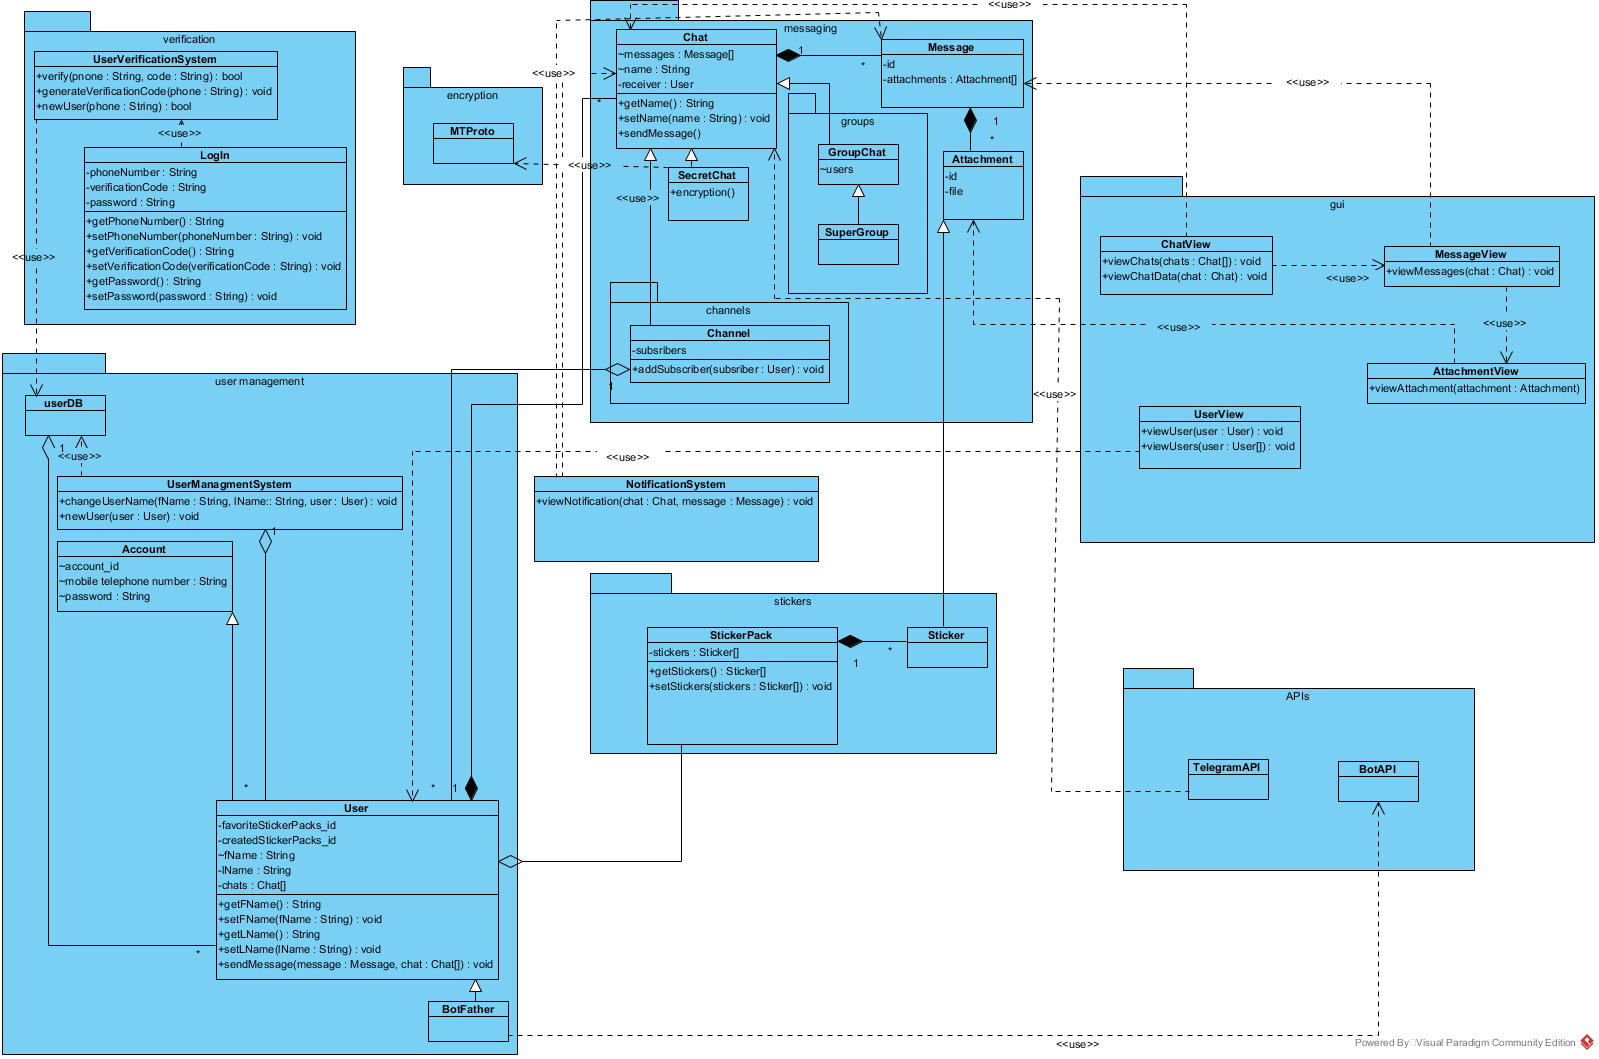 verification
UserVerificationSystem
+verify(pnone : String, code : String) : bool
+generateVerificationCode(phone : String) : void
+newUser(phone : String) : bool
<<use>>
LogIn
-phoneNumber : String
-verificationCode : String
-password : String
+getPhoneNumber() : String
+setPhoneNumber(phoneNumber : String) : void
+getVerificationCode() : String
+setVerificationCode(verificationCode : String) : void
+getPassword() : String
+setPassword(password : String) : void
<<use>>
encryption
MTProto
<<use>>
<<use>>
<<use>>
messaging
Chat
~messages : Message[]
~name : String
-receiver : User
+getName() : String
+setName(name : String) : void
+sendMessage()
1
*
*
Message
-id
-attachments : Attachment[]
1
*
Attachment
-id
-file
groups
GroupChat
~users
SuperGroup
SecretChat
+encryption()
<<use>>
channels
Channel
-subsribers
+addSubscriber(subsriber : User) : void
1
<<use>>
<<use>>
gui
ChatView
+viewChats(chats : Chat[]) : void
+viewChatData(chat : Chat) : void
<<use>>
MessageView
+viewMessages(chat : Chat) : void
<<use>>
<<use>>
AttachmentView
+viewAttachment(attachment : Attachment)
UserView
+viewUser(user : User) : void
+viewUsers(user : User[]) : void
<<use>>
user management
userDB
1
<<use>>
UserManagmentSystem
+changeUserName(fName : String, lName:: String, user : User) : void
+newUser(user : User) : void
1
Account
~account_id
~mobile telephone number : String
~password : String
*
*
1
User
-favoriteStickerPacks_id
-createdStickerPacks_id
~fName : String
-lName : String
-chats : Chat[]
+getFName() : String
+setFName(fName : String) : void
+getLName() : String
+setLName(lName : String) : void
+sendMessage(message : Message, chat : Chat[]) : void
*
BotFather
NotificationSystem
+viewNotification(chat : Chat, message : Message) : void
stickers
StickerPack
-stickers : Sticker[]
+getStickers() : Sticker[]
+setStickers(stickers : Sticker[]) : void
1
*
Sticker
APIs
TelegramAPI
BotAPI
<<use>>
Powered By Visual Paradigm Community Edition